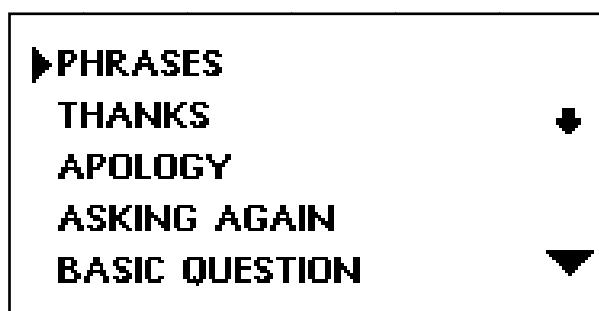 PHRASES
THANKS
APOLOGY
ASKING AGAIN
BASIC QUESTION